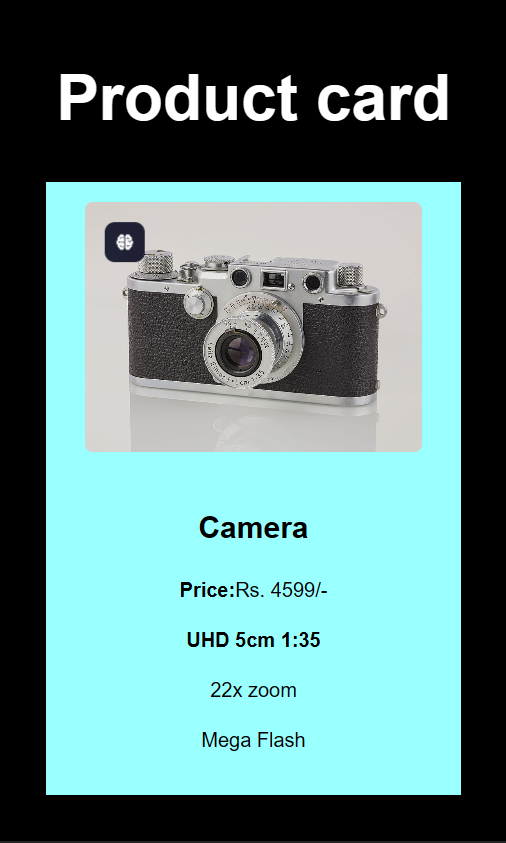 Product card
Camera
Price:Rs. 4599/-
UHD 5cm 1:35
22x zoom
Mega Flash